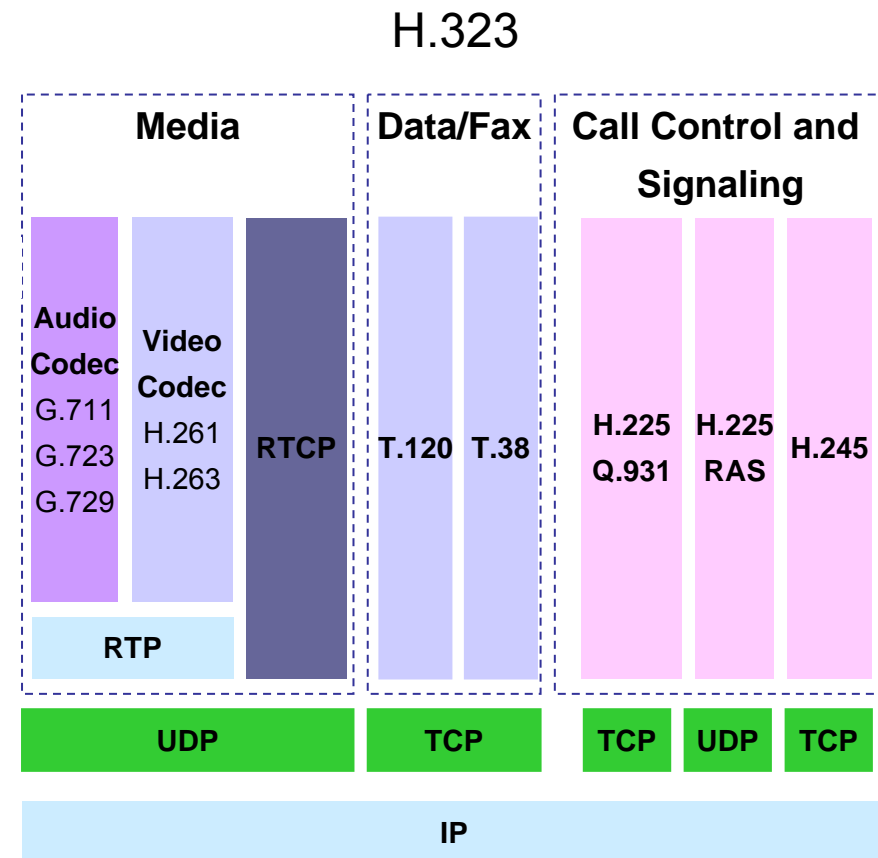 H.323
Media
Audio
Codec
G.711
G.723
G.729
Video
Codec
H.261
H.263
RTP
RTCP
Data/Fax
T.120
T.38
Call Control and
Signaling
H.225
Q.931
H.225
RAS
H.245
UDP
TCP
TCP
UDP
TCP
IP